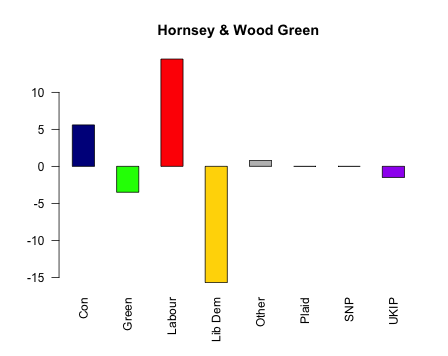 Hornsey & Wood Green
10
5
0
-5
-10
-15
Con
Green
Labour
Lib Dem
Other
Plaid
SNP
UKIP